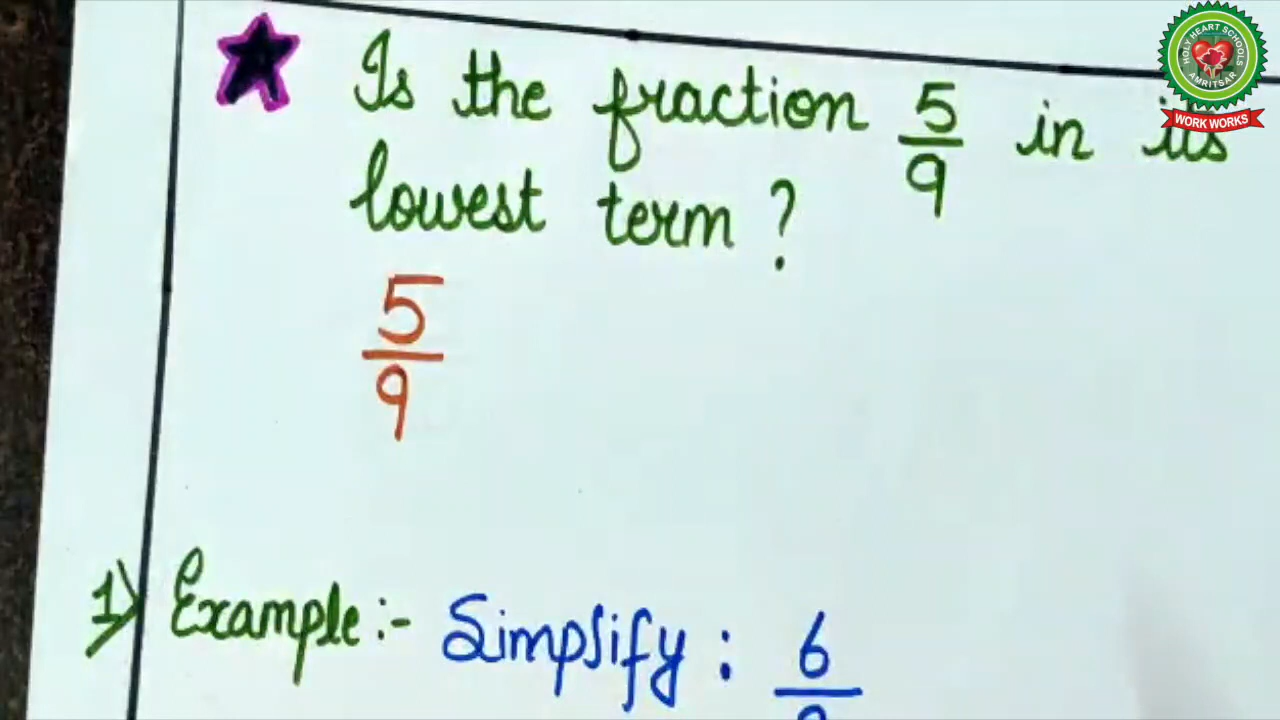 Is the fraction 5/9 in its
lowest term ?
5
9
1) Example :- Simplify : 6
HOLY HEART SCHOOLS
AMRITSAR
WORK WORKS